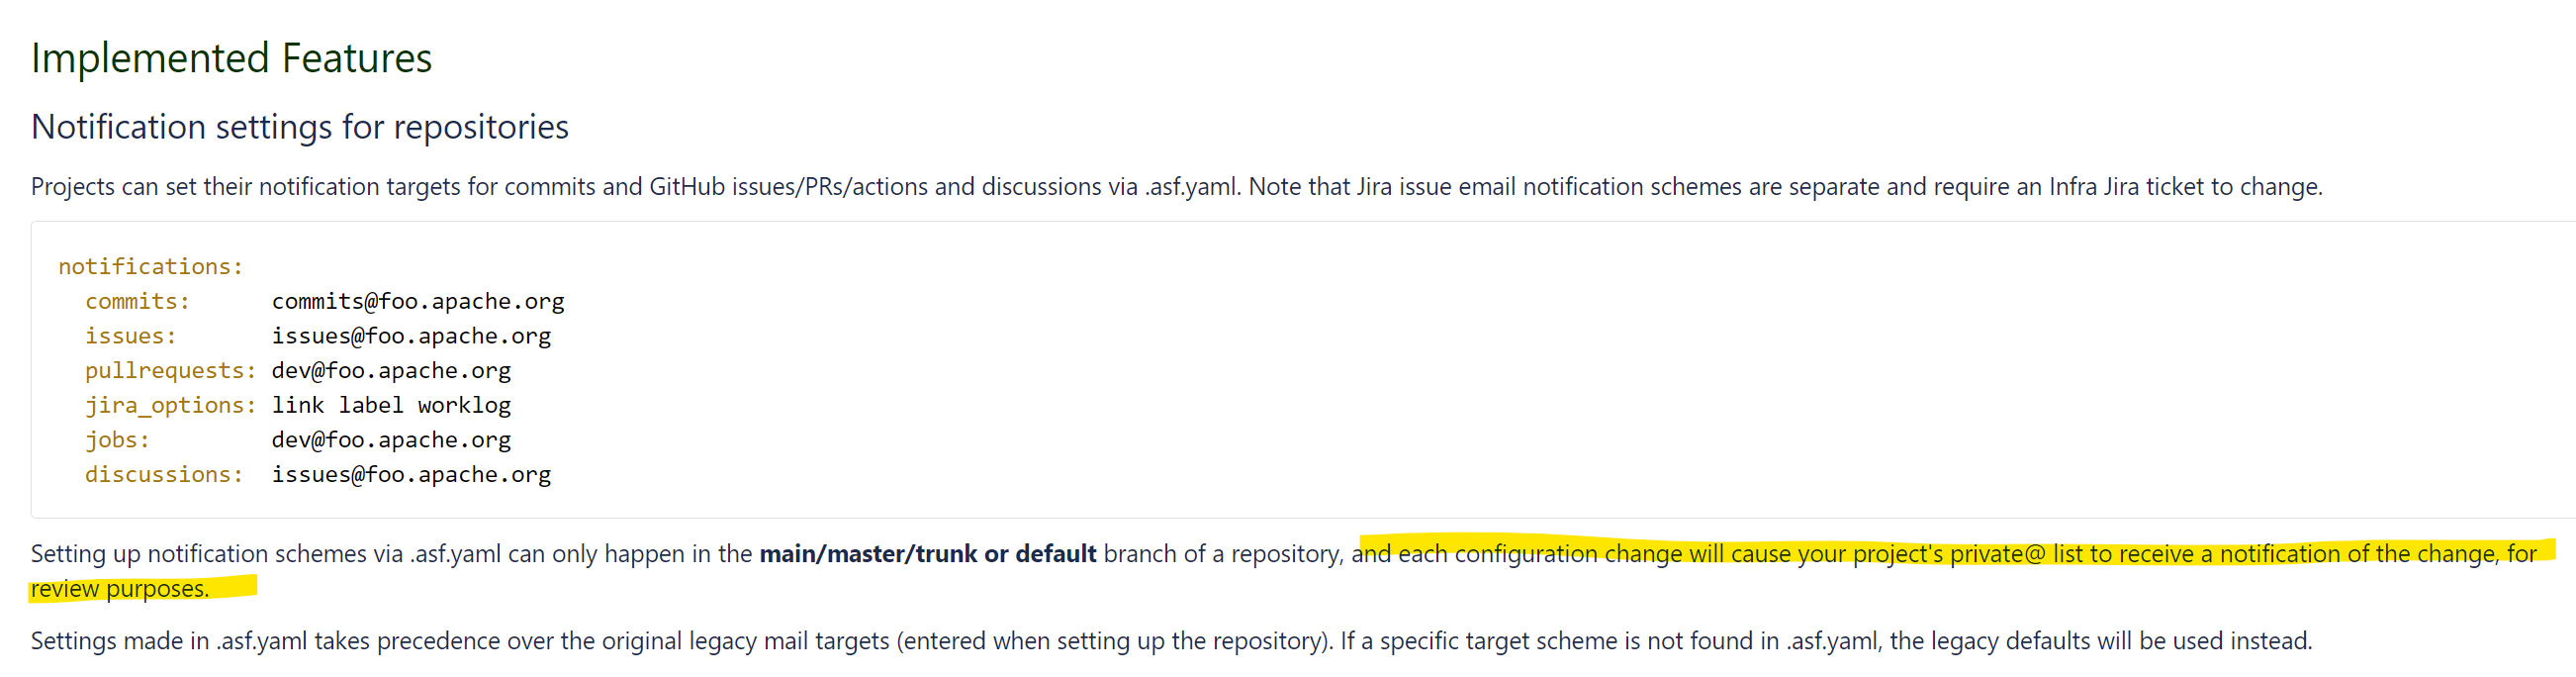 Implemented Features
Notification settings for repositories
Projects can set their notification targets for commits and GitHub issues/PRs/actions and discussions via .asf.yaml. Note that Jira issue email notification schemes are separate and require an Infra Jira ticket to change.
notifications:
commits: commits@foo.apache.org
issues: issues@foo.apache.org
pullrequests: dev@foo.apache.org
jira_options: link label worklog
jobs: dev@foo.apache.org
discussions: issues@foo.apache.org
Setting up notification schemes via .asf.yaml can only happen in the main/master/trunk or default branch of a repository, and each configuration change will cause your project's private@ list to receive a notification of the change, for
review purposes.
Settings made in .asf.yaml takes precedence over the original legacy mail targets (entered when setting up the repository). If a specific target scheme is not found in .asf.yaml, the legacy defaults will be used instead.